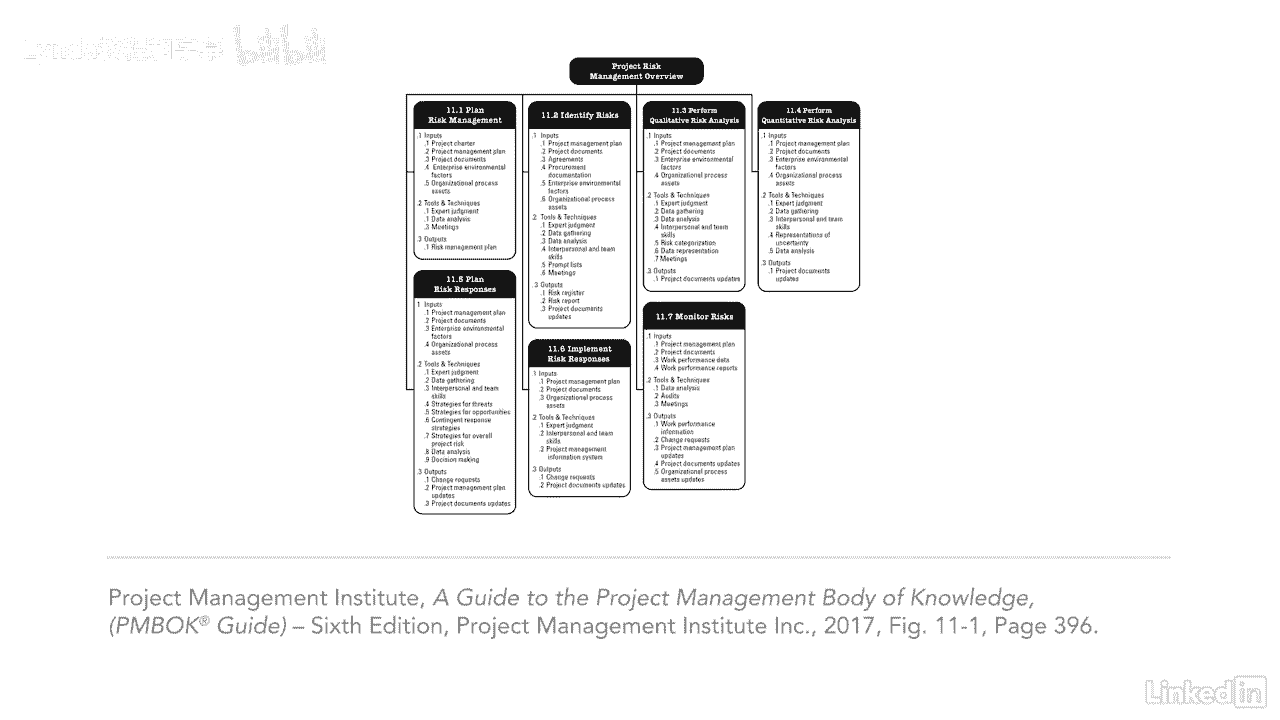 Project Risk
Management Overview
11.1 Plan
Risk Management
.1 Inputs
.1 Project charter
.2 Project management plan
.3 Project documents
.4 Enterprise environmental
factors
.5 Organizational process
assets
.2 Tools & Techniques
.1 Expert judgment
.1 Data analysis
.3 Meetings
.3 Outputs
.1 Risk management plan
11.2 Identify Risks
.1 Inputs
.1 Project management plan
.2 Project documents
.3 Agreements
.4 Procurement
documentation
.5 Enterprise environmental
factors
.6 Organizational process
assets
.2 Tools & Techniques
.1 Expert judgment
.2 Data gathering
.3 Data analysis
.4 Interpersonal and team
skills
.5 Prompt lists
.6 Meetings
.3 Outputs
.1 Risk register
.2 Risk report
.3 Project documents
updates
11.3 Perform
Qualitative Risk Analysis
.1 Inputs
.1 Project management plan
.2 Project documents
.3 Enterprise environmental
factors
.4 Organizational process
assets
.2 Tools & Techniques
.1 Expert judgment
.2 Data gathering
.3 Data analysis
.4 Interpersonal and team
skills
.5 Risk categorization
.6 Data representation
.7 Meetings
.3 Outputs
.1 Project documents updates
11.4 Perform
Quantitative Risk Analysis
.1 Inputs
.1 Project management plan
.2 Project documents
.3 Enterprise environmental
factors
.4 Organizational process
assets
.2 Tools & Techniques
.1 Expert judgment
.2 Data gathering
.3 Interpersonal and team
skills
.4 Representations of
uncertainty
.5 Data analysis
.3 Outputs
.1 Project documents
updates
11.5 Plan
Risk Responses
.1 Inputs
.1 Project management plan
.2 Project documents
.3 Enterprise environmental
factors
.4 Organizational process
assets
.2 Tools & Techniques
.1 Expert judgment
.2 Data gathering
.3 Interpersonal and team
skills
.4 Strategies for threats
.5 Strategies for opportunities
.6 Contingent response
strategies
.7 Strategies for overall
project risk
.8 Data analysis
.9 Decision making
.3 Outputs
.1 Change requests
.2 Project management plan
updates
.3 Project documents updates
11.6 Implement
Risk Responses
.1 Inputs
.1 Project management plan
.2 Project documents
.3 Organizational process
assets
.2 Tools & Techniques
.1 Expert judgment
.2 Interpersonal and team
skills
.2 Project management
information system
.3 Outputs
.1 Change requests
.2 Project documents updates
11.7 Monitor Risks
.1 Inputs
.1 Project management plan
.2 Project documents
.3 Work performance data
.4 Work performance reports
.2 Tools & Techniques
.1 Data analysis
.2 Audits
.3 Meetings
.3 Outputs
.1 Work performance
information
.2 Change requests
.3 Project management plan
updates
.4 Project documents updates
.5 Organizational process
assets updates
Project Management Institute, A Guide to the Project Management Body of Knowledge,
(PMBOK® Guide) – Sixth Edition, Project Management Institute Inc., 2017, Fig. 11-1, Page 396.
Linked in